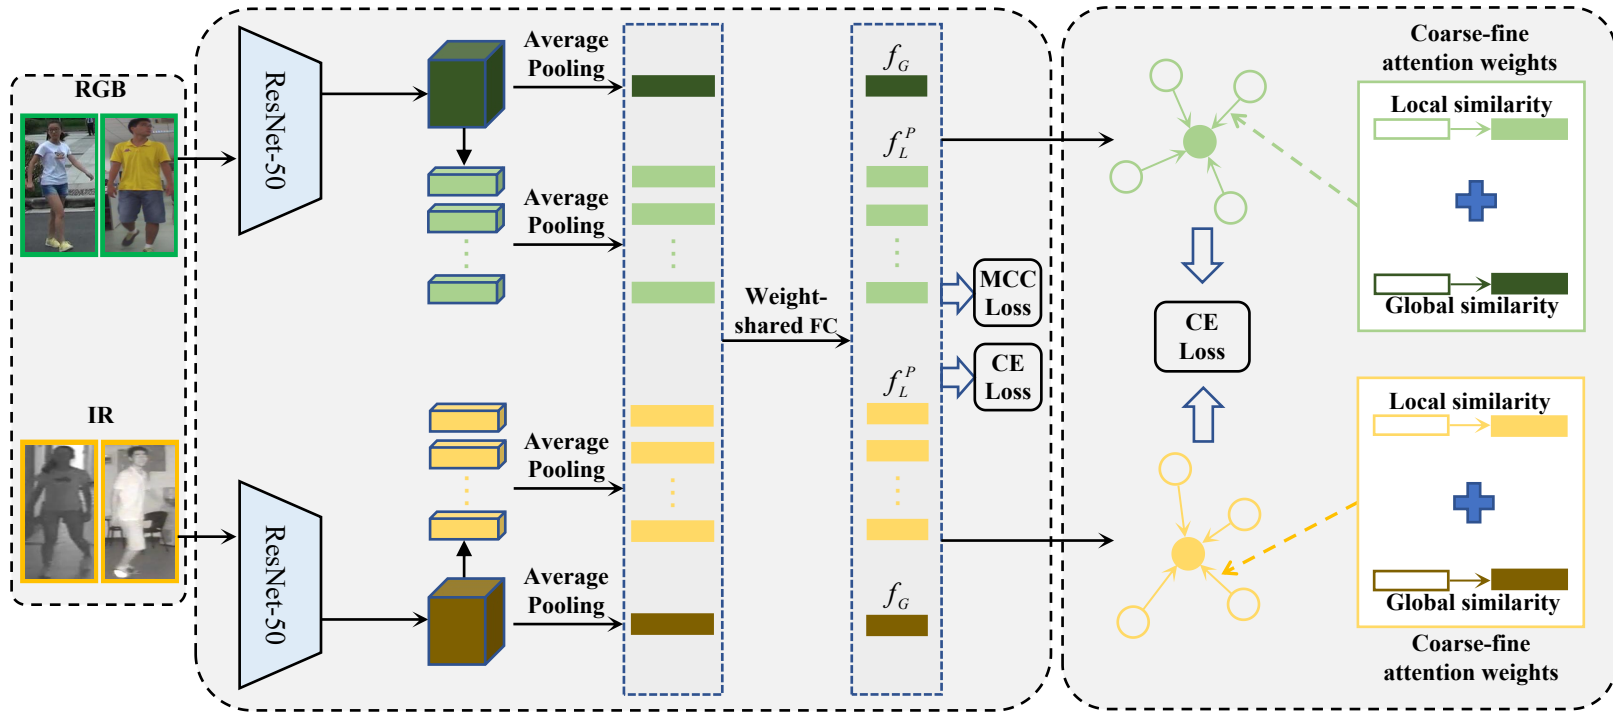 RGB
IR
ResNet-50
ResNet-50
Average
Pooling
Average
Pooling
Average
Pooling
Average
Pooling
Weight-
shared FC
f_G
f_L^P
f_L^P
f_G
MCC
Loss
CE
Loss
CE
Loss
Coarse-fine
attention weights
Local similarity
Global similarity
Local similarity
Global similarity
Coarse-fine
attention weights